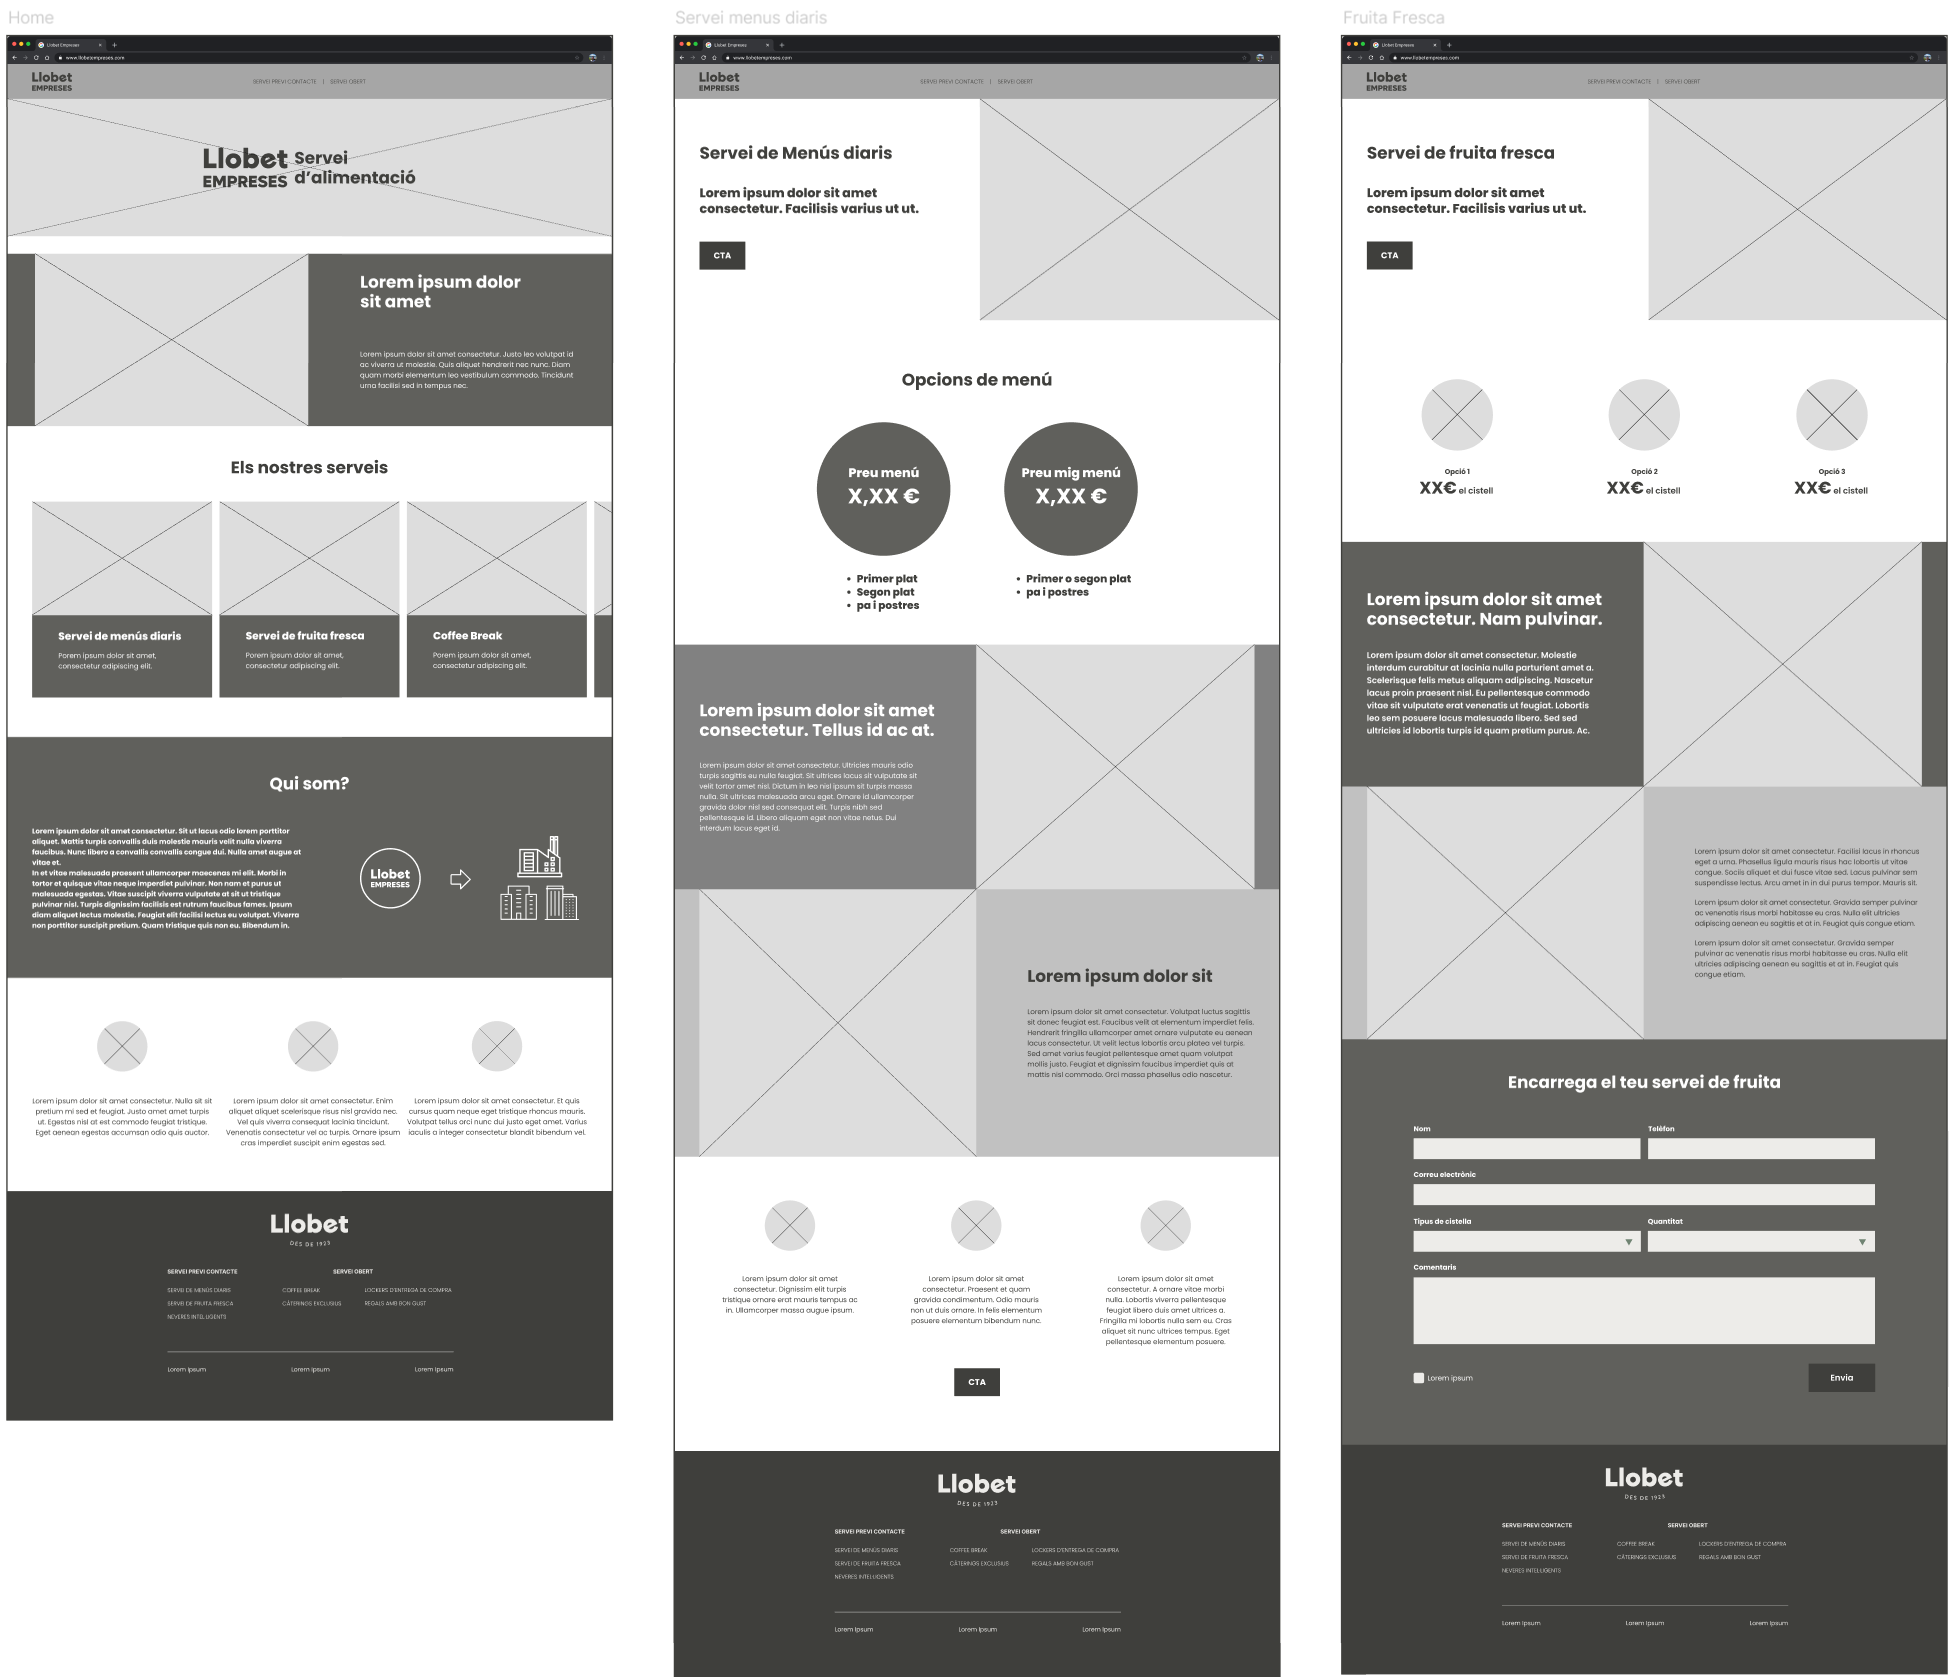 Home
Llobet Empreses
www.llobetempreses.com
Llobet
EMPRESES
SERVEI PREVI CONTACTE | SERVEI OBERT
Llobet
EMPRESES
Servei
d'alimentació
Lorem ipsum dolor
sit amet
Lorem ipsum dolor sit amet consectetur. Justo leo volutpat id
ac viverra ut molestie. Quis aliquet hendrerit nec nunc. Diam
quam morbi elementum leo vestibulum commodo. Tincidunt
urna facilisi sed in tempus nec.
Els nostres serveis
Servei de menús diaris
Porem ipsum dolor sit amet,
consectetur adipiscing elit.
Servei de fruita fresca
Porem ipsum dolor sit amet,
consectetur adipiscing elit.
Coffee Break
Porem ipsum dolor sit amet,
consectetur adipiscing elit.
Qui som?
Lorem ipsum dolor sit amet consectetur. Sit ut lacus odio lorem porttitor
aliquet. Mattis turpis convallis duis molestie mauris velit nulla viverra
faucibus. Nunc libero a convallis convallis congue dui. Nulla amet augue at
vitae et.
In et vitae malesuada praesent ullamcorper maecenas mi elit. Morbi in
tortor et quisque vitae neque imperdiet pulvinar. Non nam et purus ut
malesuada egestas. Vitae suscipit viverra vulputate at sit ut tristique
pulvinar nisl. Turpis dignissim facilisis est rutrum faucibus fames. Ipsum
diam aliquet lectus molestie. Feugiat elit facilisi lectus eu volutpat. Viverra
non porttitor suscipit pretium. Quam tristique quis non eu. Bibendum in.
Llobet
EMPRESES
Lorem ipsum dolor sit amet consectetur. Nulla sit sit
pretium mi sed et feugiat. Justo amet amet turpis
ut. Egestas nisl at est commodo feugiat tristique.
Eget aenean egestas accumsan odio quis auctor.
Lorem ipsum dolor sit amet consectetur. Enim
aliquet aliquet scelerisque risus nisl gravida nec.
Vel quis viverra consequat lacinia tincidunt.
Venenatis consectetur vel ac turpis. Ornare ipsum
cras imperdiet suscipit enim egestas sed.
Lorem ipsum dolor sit amet consectetur. Et quis
cursus quam neque eget tristique rhoncus mauris.
Volutpat tellus orci nunc dui justo eget amet. Varius
iaculis a integer consectetur blandit bibendum vel.
Llobet
DES DE 1923
SERVEI PREVI CONTACTE
SERVEI OBERT
SERVEI DE MENÚS DIARIS
COFFEE BREAK
LOCKERS D'ENTREGA DE COMPRA
SERVEI DE FRUITA FRESCA
CÀTERINGS EXCLUSIUS
REGALS AMB BON GUST
NEVERES INTEL·LIGENTS
Lorem Ipsum
Lorem Ipsum
Lorem Ipsum
Servei menus diaris
Llobet Empreses
www.llobetempreses.com
Llobet
EMPRESES
SERVEI PREVI CONTACTE | SERVEI OBERT
Servei de Menús diaris
Lorem ipsum dolor sit amet
consectetur. Facilisis varius ut ut.
CTA
Opcions de menú
Preu menú
X,XX €
Preu mig menú
X,XX €
• Primer plat
• Segon plat
• pa i postres
• Primer o segon plat
• pa i postres
Lorem ipsum dolor sit amet
consectetur. Tellus id ac at.
Lorem ipsum dolor sit amet consectetur. Ultricies mauris odio
turpis sagittis eu nulla feugiat. Sit ultrices lacus sit vulputate sit
velit tortor amet nisl. Dictum in leo nisl ipsum sit turpis massa
nulla. Sit ultrices malesuada arcu eget. Ornare id ullamcorper
gravida dolor nisl sed consequat elit. Turpis nibh sed
pellentesque id. Libero aliquam eget non vitae netus. Dui
interdum lacus eget id.
Lorem ipsum dolor sit
Lorem ipsum dolor sit amet consectetur. Volutpat luctus sagittis
sit donec feugiat est. Faucibus velit at elementum imperdiet felis.
Hendrerit fringilla ullamcorper amet ornare vulputate eu aenean
lacus consectetur. Ut velit lectus lobortis arcu platea vel turpis.
Sed amet varius feugiat pellentesque amet quam volutpat
mollis justo. Feugiat et dignissim faucibus imperdiet quis at
mattis nisl commodo. Orci massa phasellus odio nascetur.
Lorem ipsum dolor sit amet
consectetur. Dignissim elit turpis
tristique ornare erat mauris tempus ac
in. Ullamcorper massa augue ipsum.
Lorem ipsum dolor sit amet
consectetur. Praesent et quam
gravida condimentum. Odio mauris
non ut duis ornare. In felis elementum
posuere elementum bibendum nunc.
Lorem ipsum dolor sit amet
consectetur. A ornare vitae morbi
nulla. Lobortis viverra pellentesque
feugiat libero duis amet ultrices a.
Fringilla mi lobortis nulla sem eu. Cras
aliquet sit nunc ultrices tempus. Eget
pellentesque elementum posuere.
CTA
Llobet
DES DE 1923
SERVEI PREVI CONTACTE
SERVEI OBERT
SERVEI DE MENÚS DIARIS
COFFEE BREAK
LOCKERS D'ENTREGA DE COMPRA
SERVEI DE FRUITA FRESCA
CÀTERINGS EXCLUSIUS
REGALS AMB BON GUST
NEVERES INTEL·LIGENTS
Lorem Ipsum
Lorem Ipsum
Lorem Ipsum
Fruita Fresca
Llobet Empreses
www.llobetempreses.com
Llobet
EMPRESES
SERVEI PREVI CONTACTE | SERVEI OBERT
Servei de fruita fresca
Lorem ipsum dolor sit amet
consectetur. Facilisis varius ut ut.
CTA
Opció 1
XX€ el cistell
Opció 2
XX€ el cistell
Opció 3
XX€ el cistell
Lorem ipsum dolor sit amet
consectetur. Nam pulvinar.
Lorem ipsum dolor sit amet consectetur. Molestie
interdum curabitur at lacinia nulla parturient amet a.
Scelerisque felis metus aliquam adipiscing. Nascetur
lacus proin praesent nisl. Eu pellentesque commodo
vitae sit vulputate erat venenatis ut feugiat. Lobortis
leo sem posuere lacus malesuada libero. Sed sed
ultricies id lobortis turpis id quam pretium purus. Ac.
Lorem ipsum dolor sit amet consectetur. Facilisi lacus in rhoncus
eget a urna. Phasellus ligula mauris risus hac lobortis ut vitae
congue. Sociis aliquet et dui fusce vitae sed. Lacus pulvinar sem
suspendisse lectus. Arcu amet in in dui purus tempor. Mauris sit.
Lorem ipsum dolor sit amet consectetur. Gravida semper pulvinar
ac venenatis risus morbi habitasse eu cras. Nulla elit ultricies
adipiscing aenean eu sagittis et at in. Feugiat quis congue etiam.
Lorem ipsum dolor sit amet consectetur. Gravida semper
pulvinar ac venenatis risus morbi habitasse eu cras. Nulla elit
ultricies adipiscing aenean eu sagittis et at in. Feugiat quis
congue etiam.
Encarrega el teu servei de fruita
Nom
Telèfon
Correu electrònic
Tipus de cistella
Quantitat
Comentaris
Lorem ipsum
Envia
Llobet
DES DE 1923
SERVEI PREVI CONTACTE
SERVEI OBERT
SERVEI DE MENÚS DIARIS
COFFEE BREAK
LOCKERS D'ENTREGA DE COMPRA
SERVEI DE FRUITA FRESCA
CÀTERINGS EXCLUSIUS
REGALS AMB BON GUST
NEVERES INTEL·LIGENTS
Lorem Ipsum
Lorem Ipsum
Lorem Ipsum